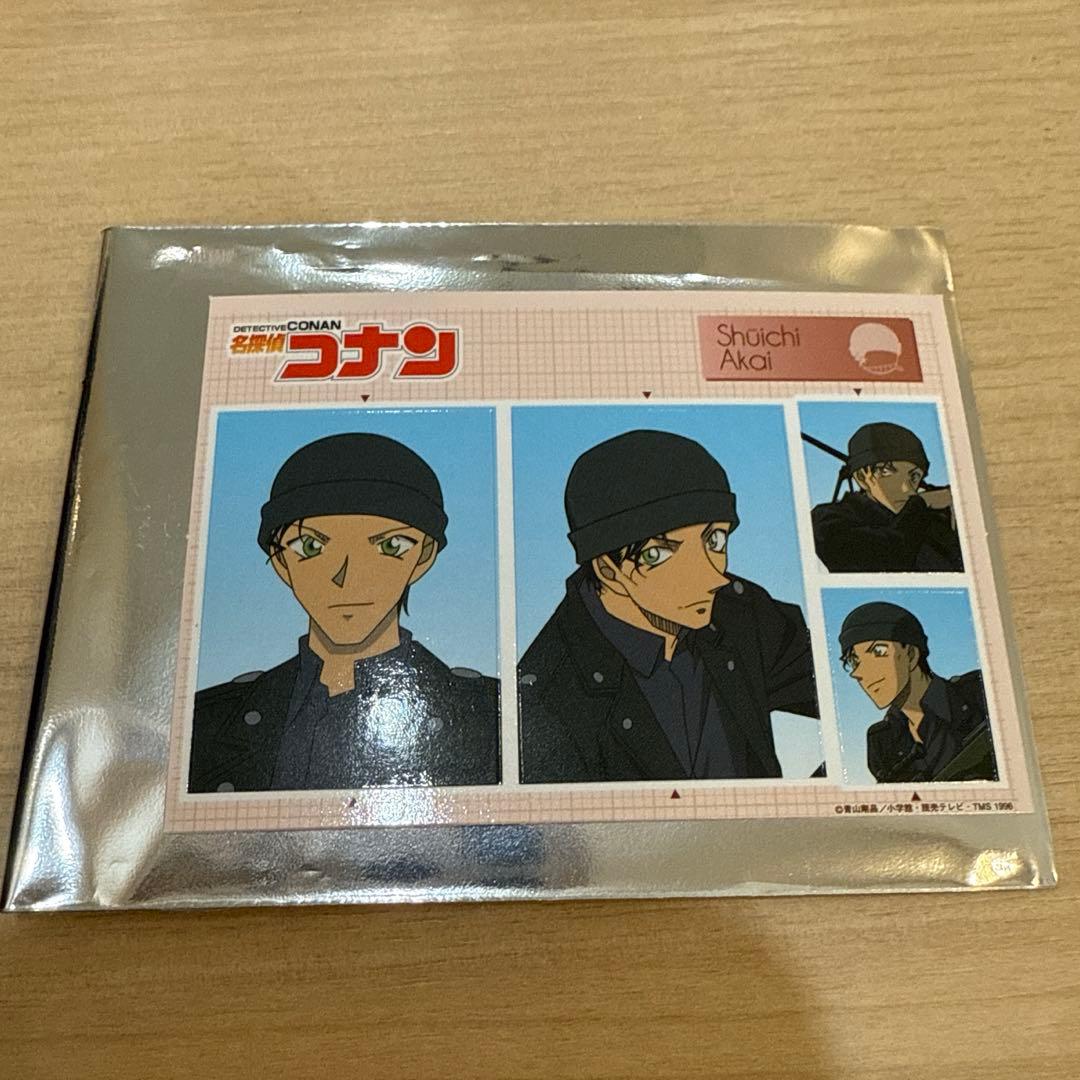 DETECTIVE CONAN
名探偵
コナン
Shūichi
Akai
©青山剛昌／小学館・読売テレビ・TMS 1996